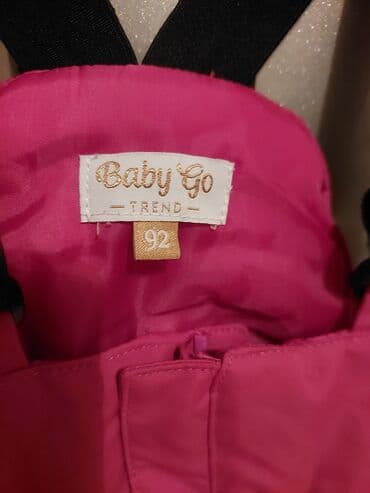 Baby Go
— TREND —
92